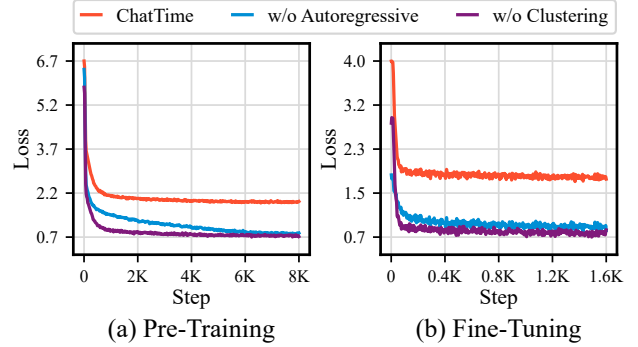 ChatTime w/o Autoregressive w/o Clustering
6.7
5.2
3.7
2.2
0.7
Loss
0 2K 4K 6K 8K
Step
(a) Pre-Training
4.0
3.2
2.3
1.5
0.7
Loss
0 0.4K 0.8K 1.2K 1.6K
Step
(b) Fine-Tuning